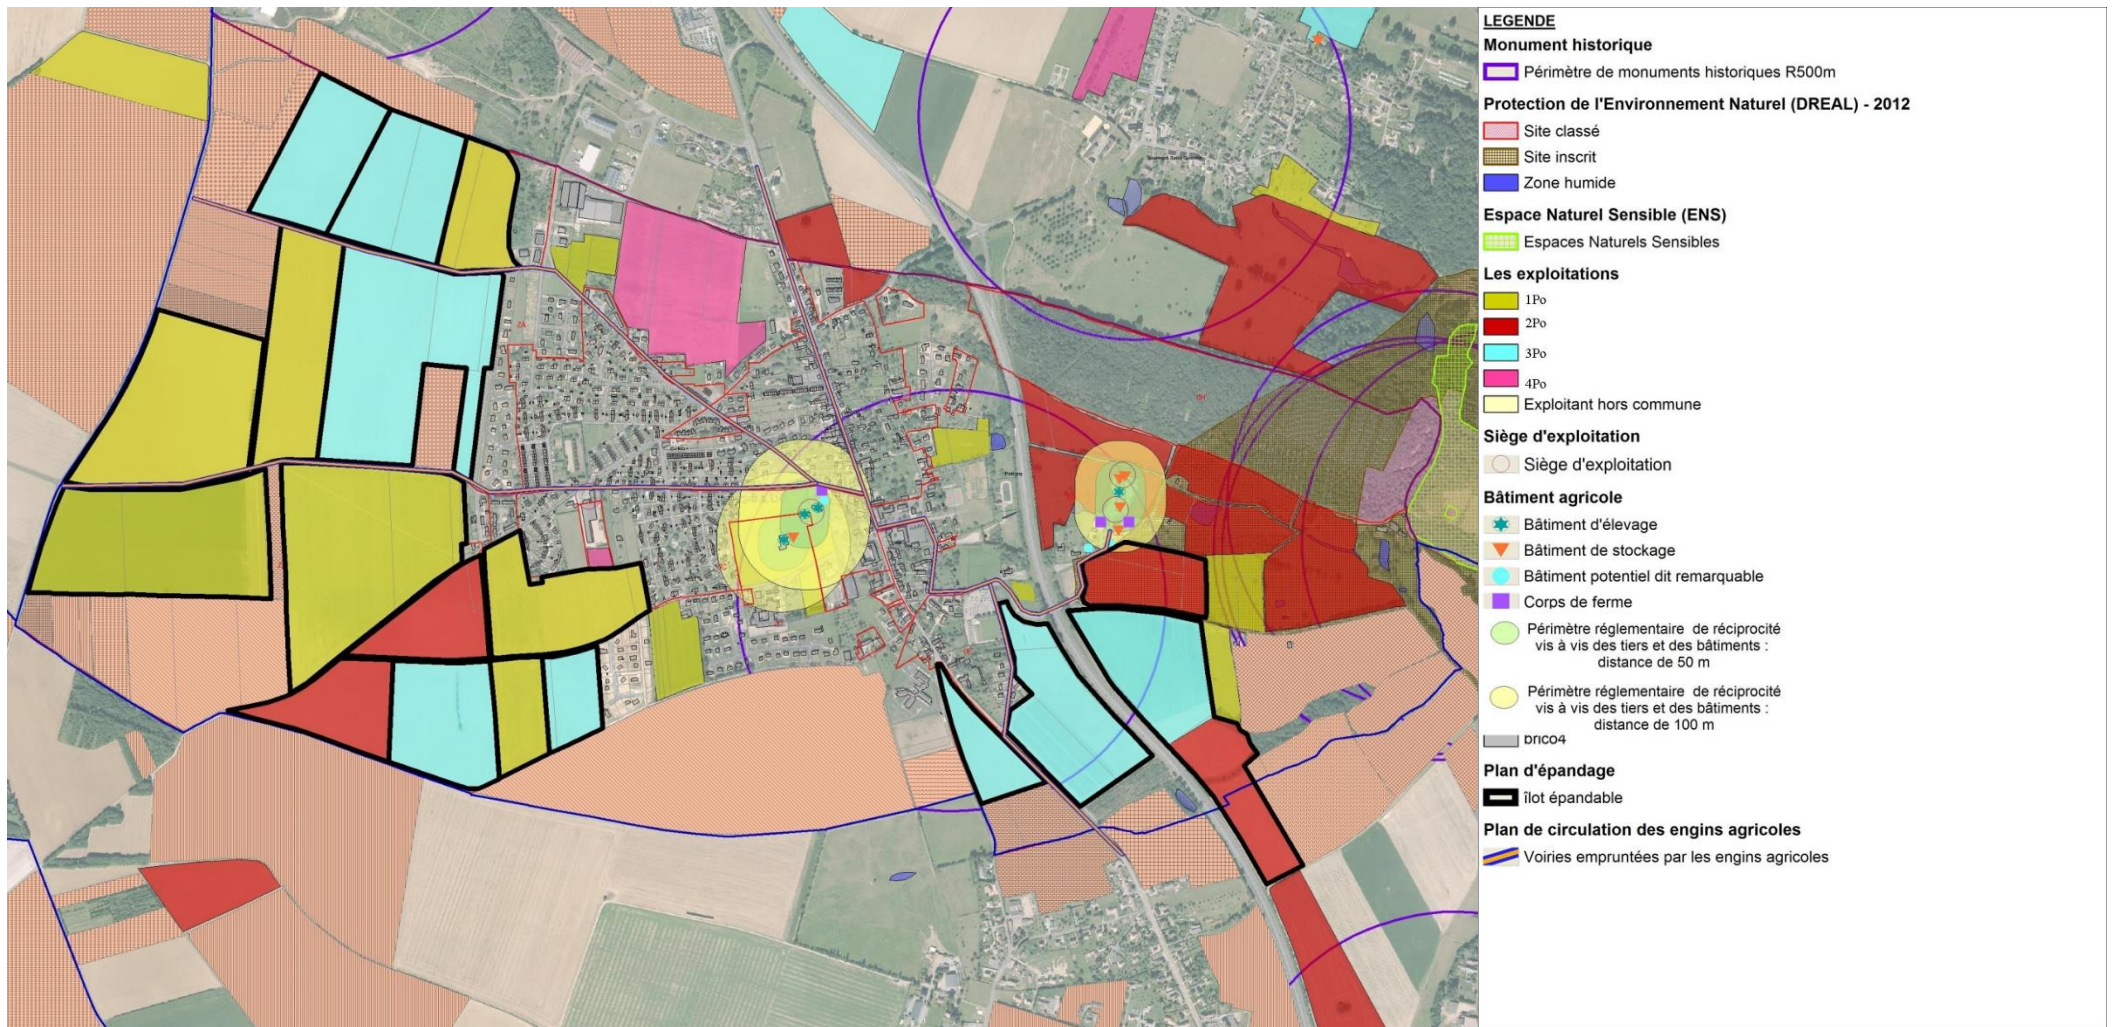 LEGENDE
Monument historique
Périmètre de monuments historiques R500m
Protection de l'Environnement Naturel (DREAL) - 2012
Site classé
Site inscrit
Zone humide
Espace Naturel Sensible (ENS)
Espaces Naturels Sensibles
Les exploitations
1Po
2Po
3Po
4Po
Exploitant hors commune
Siège d'exploitation
Siège d'exploitation
Bâtiment agricole
Bâtiment d'élevage
Bâtiment de stockage
Bâtiment potentiel dit remarquable
Corps de ferme
Périmètre réglementaire de réciprocité
vis à vis des tiers et des bâtiments :
distance de 50 m
Périmètre réglementaire de réciprocité
vis à vis des tiers et des bâtiments :
distance de 100 m
brico4
Plan d'épandage
îlot épandable
Plan de circulation des engins agricoles
Voiries empruntées par les engins agricoles
ZA
Potigny